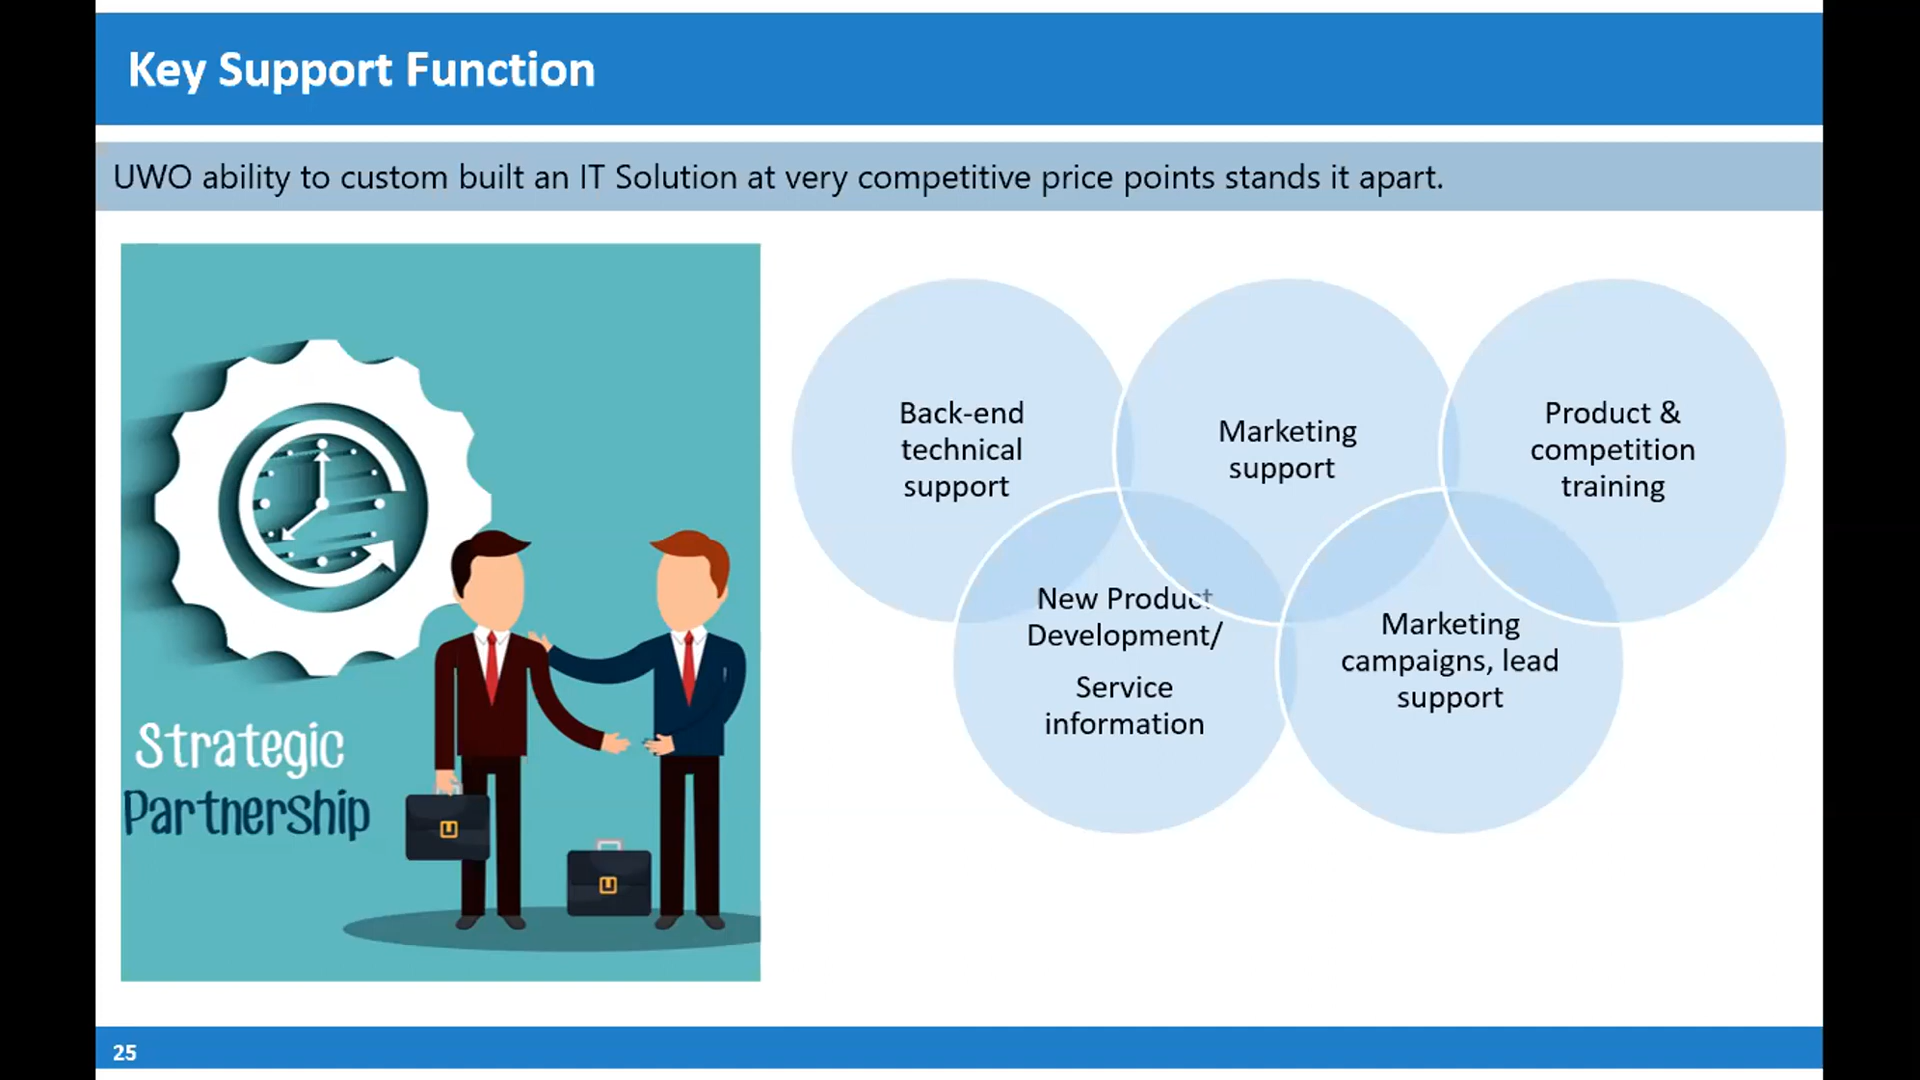 Key Support Function
UWO ability to custom built an IT Solution at very competitive price points stands it apart.
Strategic
Partnership
Back-end
technical
support
Marketing
support
Product &
competition
training
New Product
Development/
Service
information
Marketing
campaigns, lead
support
25